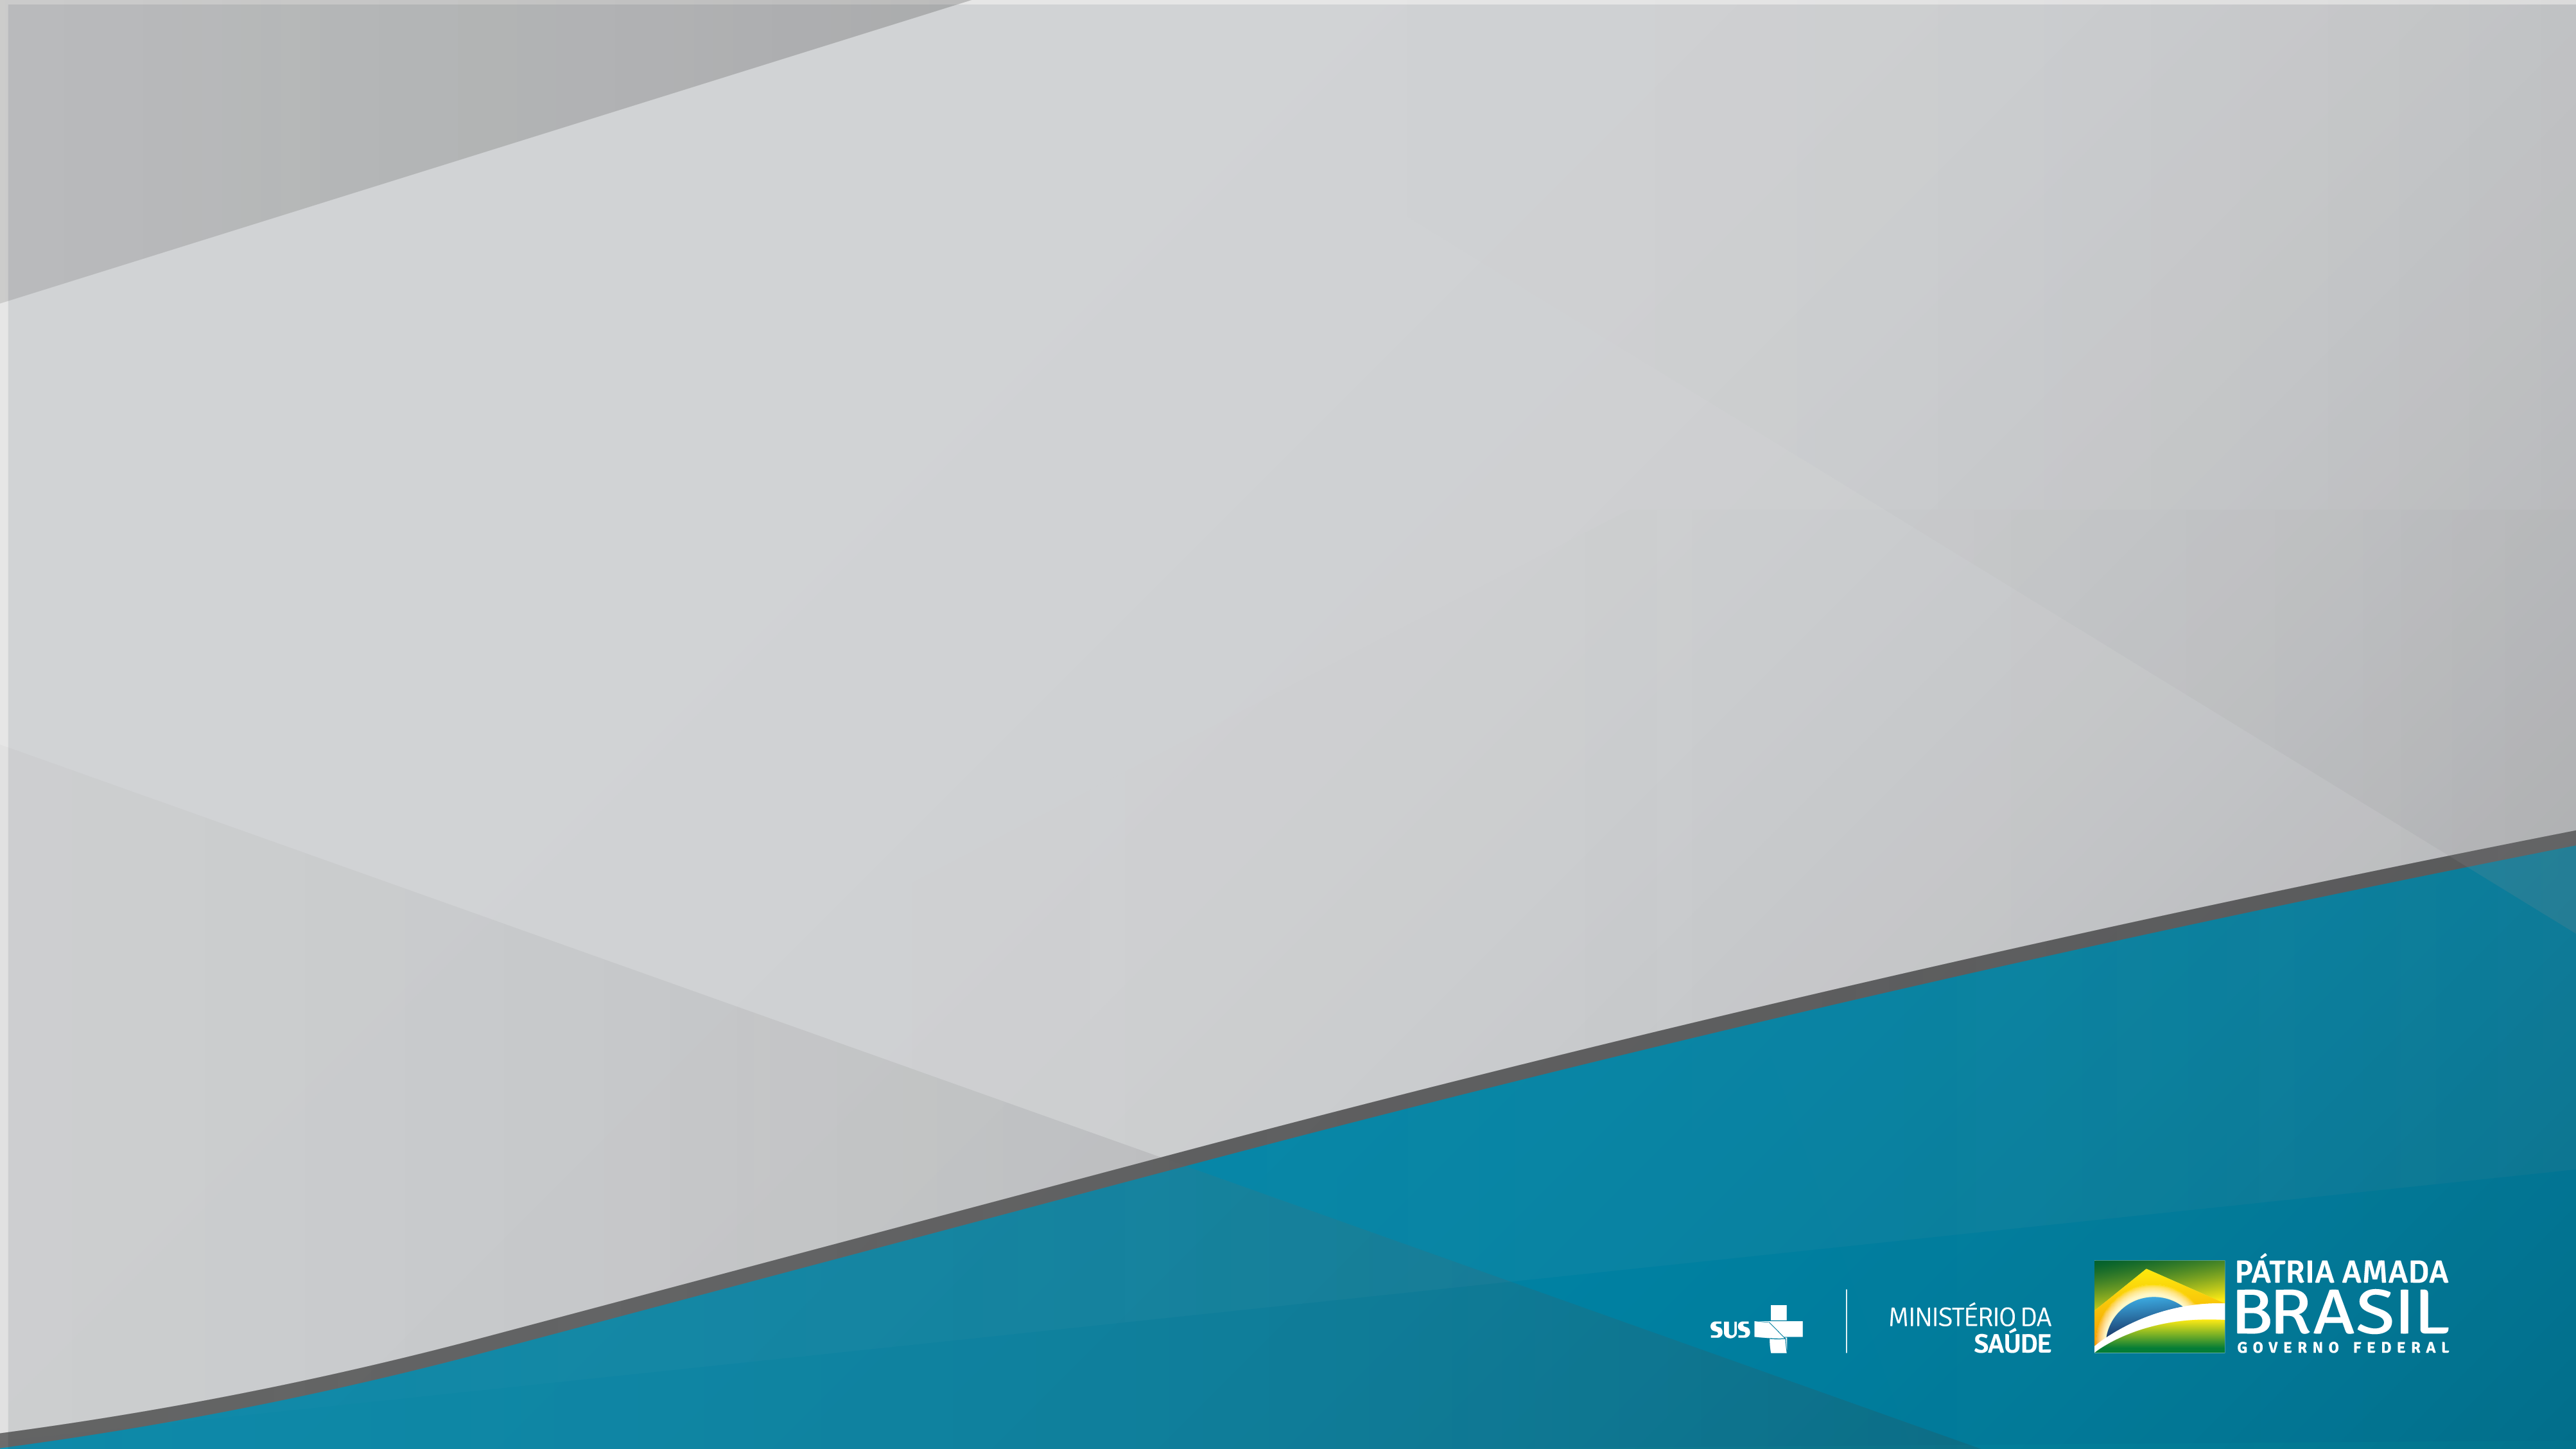 SUS
MINISTÉRIO DA
SAÚDE
PÁTRIA AMADA
BRASIL
GOVERNO FEDERAL